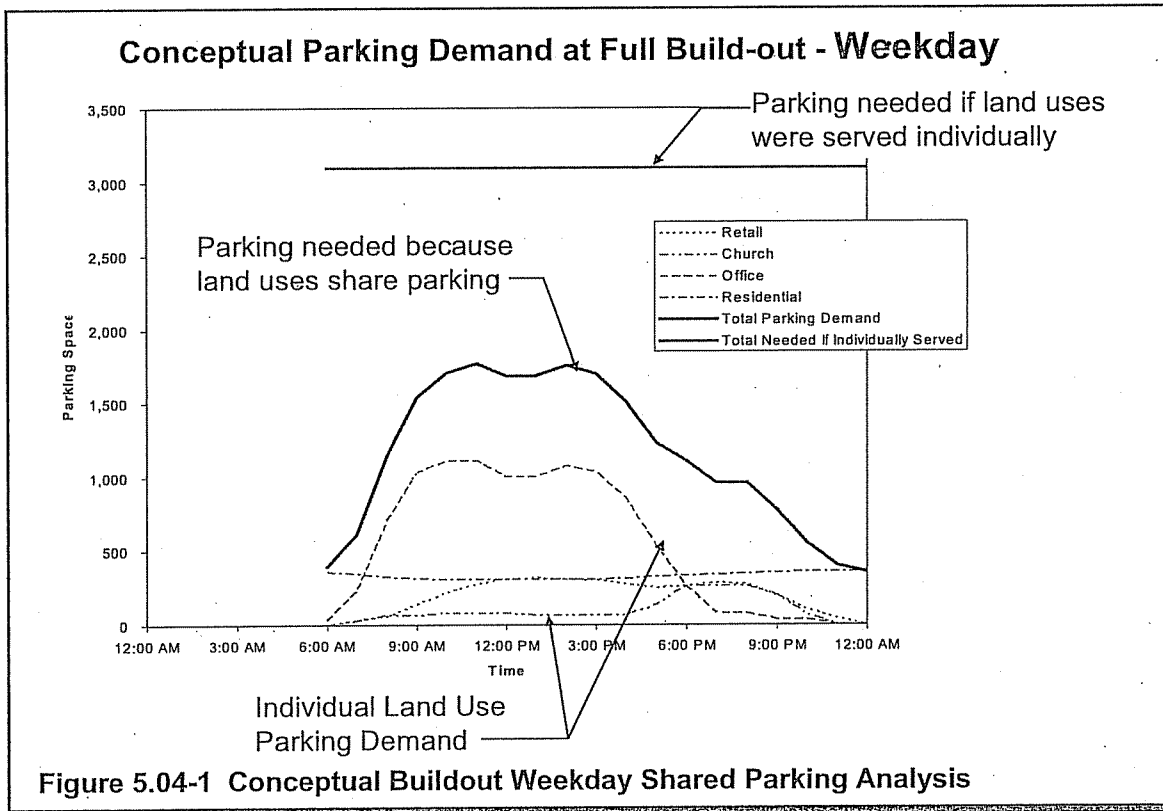 Conceptual Parking Demand at Full Build-out - Weekday
Parking needed if land uses
were served individually
3,500
3,000
2,500
2,000
1,500
1,000
500
0
Parking Space
Parking needed because
land uses share parking
Retail
Church
Office
Residential
Total Parking Demand
Total Needed If Individually Served
12:00 AM 3:00 AM 6:00 AM 9:00 AM 12:00 PM 3:00 PM 6:00 PM 9:00 PM 12:00 AM
Time
Individual Land Use
Parking Demand
Figure 5.04-1 Conceptual Buildout Weekday Shared Parking Analysis